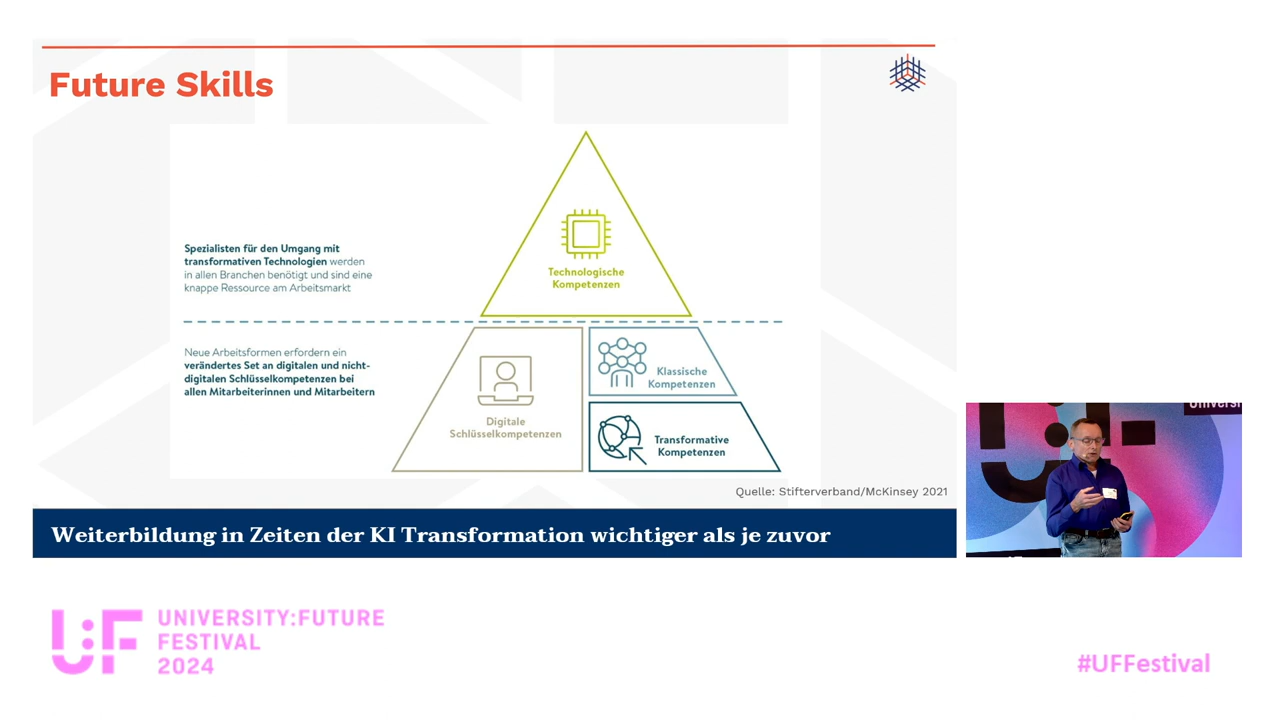 Future Skills
Spezialisten für den Umgang mit
transformativen Technologien werden
in allen Branchen benötigt und sind eine
knappe Ressource am Arbeitsmarkt
Technologische
Kompetenzen
Neue Arbeitsformen erfordern ein
verändertes Set an digitalen und nicht-
digitalen Schlüsselkompetenzen bei
allen Mitarbeiterinnen und Mitarbeitern
Digitale
Schlüsselkompetenzen
Klassische
Kompetenzen
Transformative
Kompetenzen
Quelle: Stifterverband/McKinsey 2021
Weiterbildung in Zeiten der KI Transformation wichtiger als je zuvor
U:F
UNIVERSITY:FUTURE
FESTIVAL
2024
#UFFestival